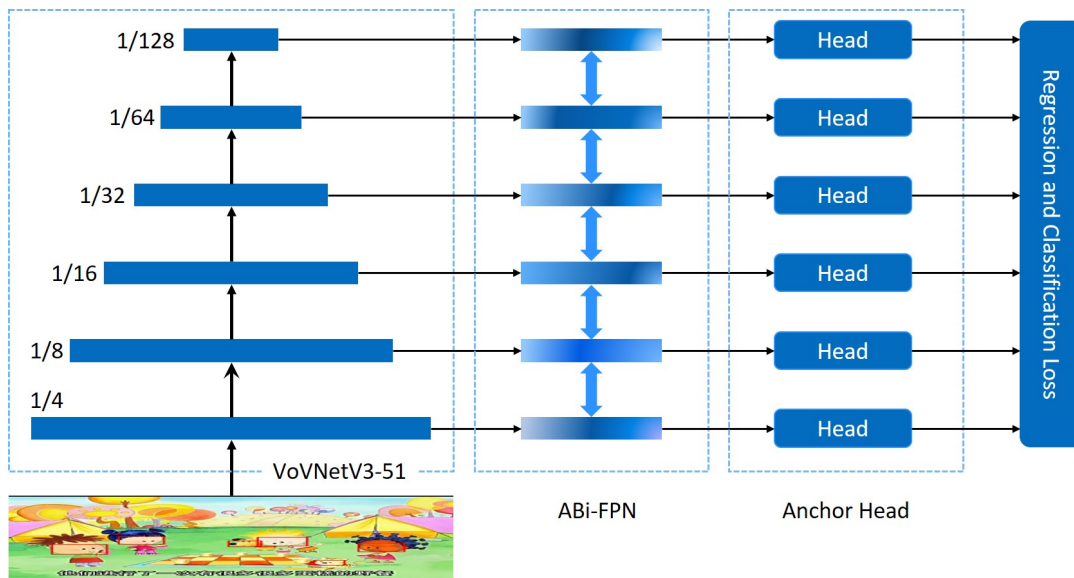 1/128
Head
1/64
Head
1/32
Head
1/16
Head
1/8
Head
1/4
Head
Regression and Classification Loss
VoVNetV3-51
ABi-FPN
Anchor Head